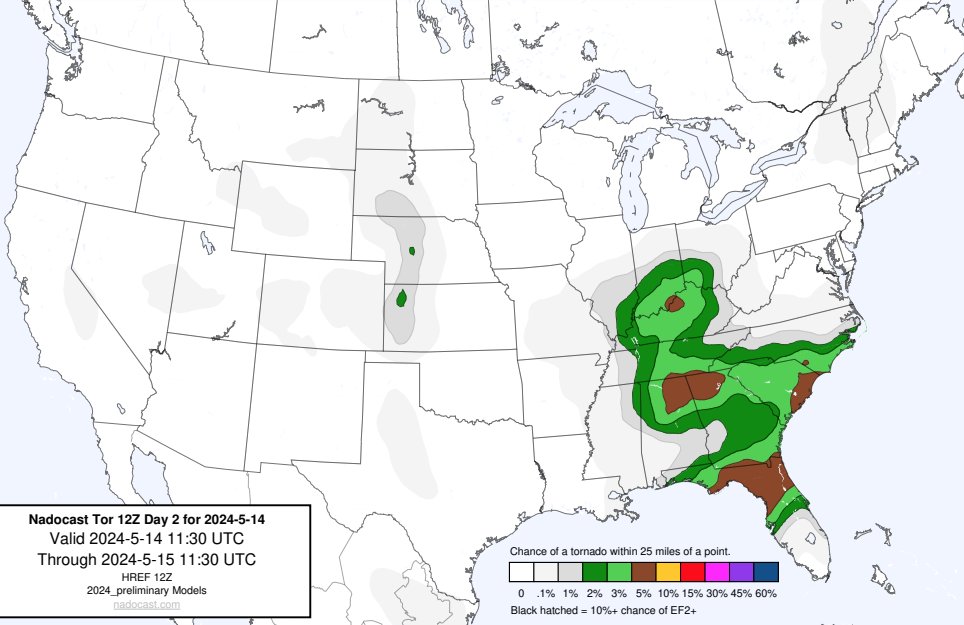 Nadocast Tor 12Z Day 2 for 2024-5-14
Valid 2024-5-14 11:30 UTC
Through 2024-5-15 11:30 UTC
HREF 12Z
2024_preliminary Models
nadocast.com
Chance of a tornado within 25 miles of a point.
0 .1% 1% 2% 3% 5% 10% 15% 30% 45% 60%
Black hatched = 10%+ chance of EF2+